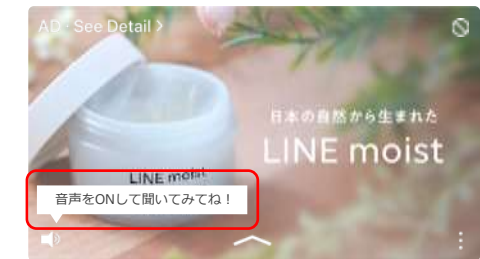 AD · See Detail >
日本の自然から生まれた
LINE moist
LINE moist
音声をONして聞いてみてね！